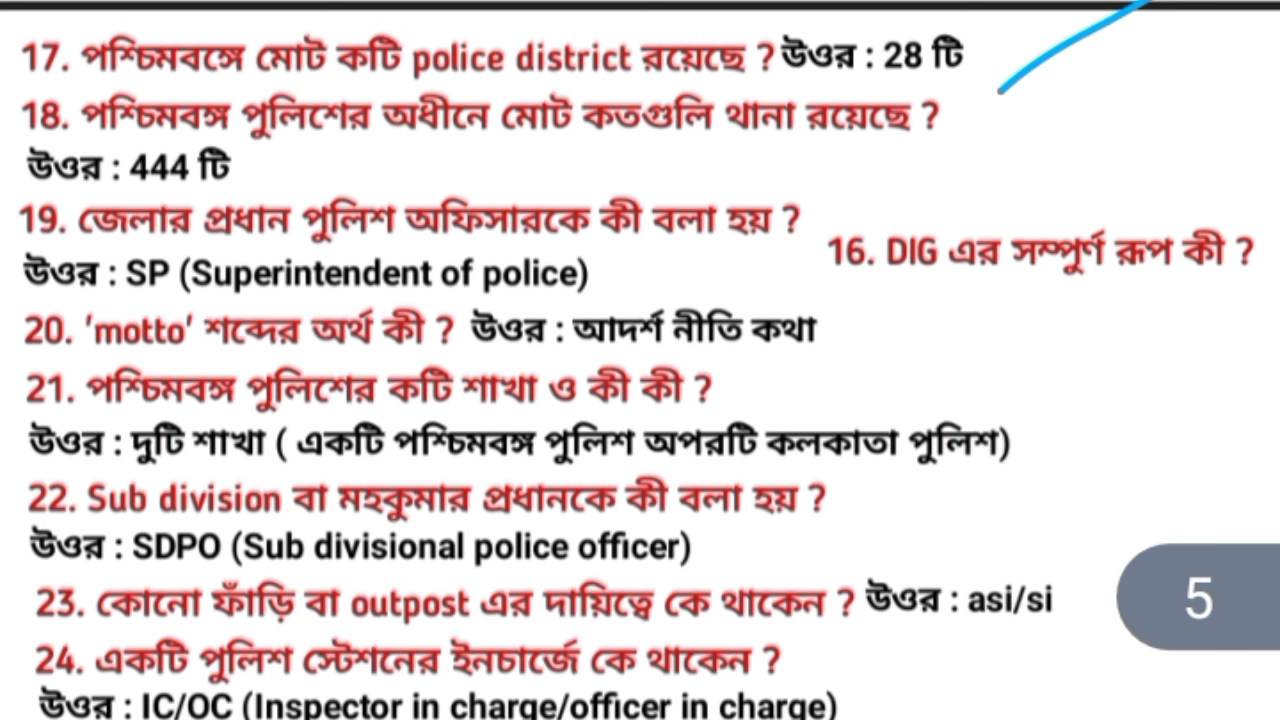 17. পশ্চিমবঙ্গে মোট কটি police district রয়েছে ? উওর : 28 টি
18. পশ্চিমবঙ্গ পুলিশের অধীনে মোট কতগুলি থানা রয়েছে ?
উওর : 444 টি
19. জেলার প্রধান পুলিশ অফিসারকে কী বলা হয় ?
16. DIG এর সম্পুর্ণ রূপ কী ?
উওর : SP (Superintendent of police)
20. 'motto' শব্দের অর্থ কী ? উওর : আদর্শ নীতি কথা
21. পশ্চিমবঙ্গ পুলিশের কটি শাখা ও কী কী ?
উওর : দুটি শাখা ( একটি পশ্চিমবঙ্গ পুলিশ অপরটি কলকাতা পুলিশ)
22. Sub division বা মহকুমার প্রধানকে কী বলা হয় ?
উওর : SDPO (Sub divisional police officer)
23. কোনো ফাঁড়ি বা outpost এর দায়িত্বে কে থাকেন ? উওর : asi/si
5
24. একটি পুলিশ স্টেশনের ইনচার্জে কে থাকেন ?
উওর : IC/OC (Inspector in charge/officer in charge)